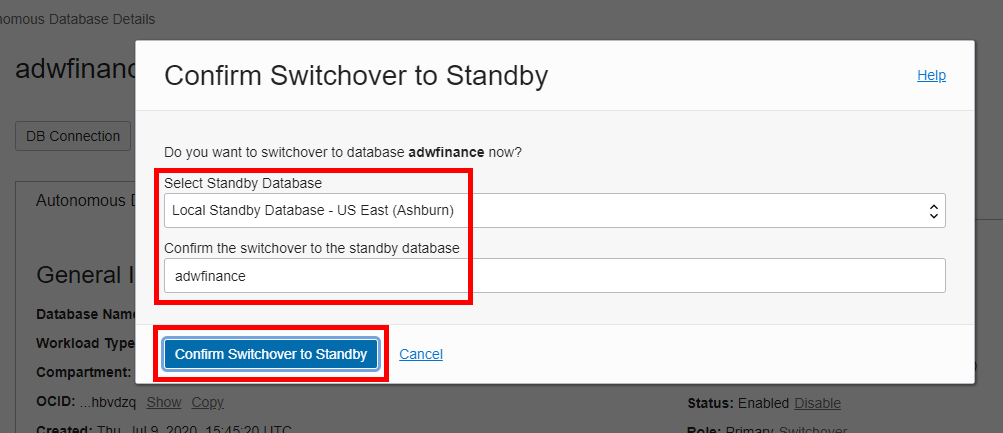 nomous Database Details
adwfinanc
Confirm Switchover to Standby
Help
DB Connection
Do you want to switchover to database adwfinance now?
Select Standby Database
Autonomous D
Local Standby Database - US East (Ashburn)
Confirm the switchover to the standby database
General I
adwfinance
Database Name
Workload Type
Confirm Switchover to Standby Cancel
Compartment:
OCID: ...hbvdzq Show Copy
Status: Enabled Disable
Created: Thu, Jul 9, 2020, 15:45:20 UTC
Role: Primary Switchover